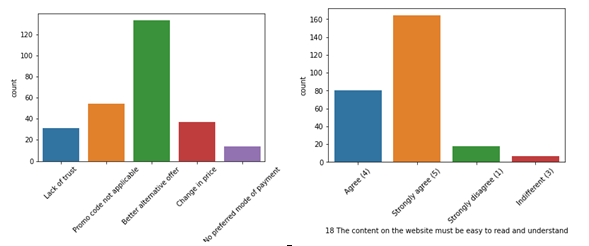 120
100
80
60
40
20
0
count
Lack of trust
Promo code not applicable
Better alternative offer
Change in price
No preferred mode of payment
160
140
120
100
80
60
40
20
0
count
Agree (4)
Strongly agree (5)
Strongly disagree (1)
Indifferent (3)
18 The content on the website must be easy to read and understand